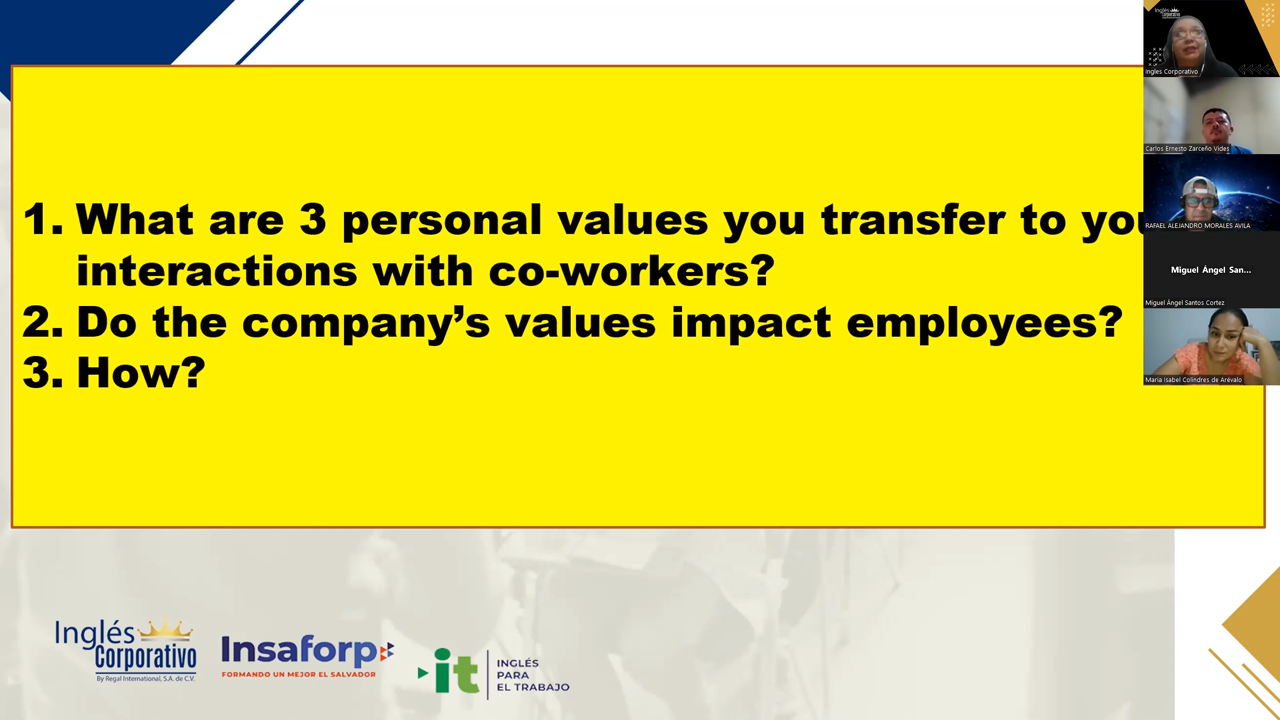 1. What are 3 personal values you transfer to you
interactions with co-workers?
2. Do the company’s values impact employees?
3. How?
Inglés
Corporativo
Ingles Corporativo
Carlos Ernesto Zarceño Vides
RAFAEL ALEJANDRO MORALES AVILA
Miguel Ángel San...
Miguel Ángel Santos Cortez
Maria Isabel Colindres de Arévalo
Inglés
Corporativo
By Regal International, S.A. de C.V.
Insaforp
FORMANDO UN MEJOR EL SALVADOR
it
INGLÉS
PARA
EL TRABAJO